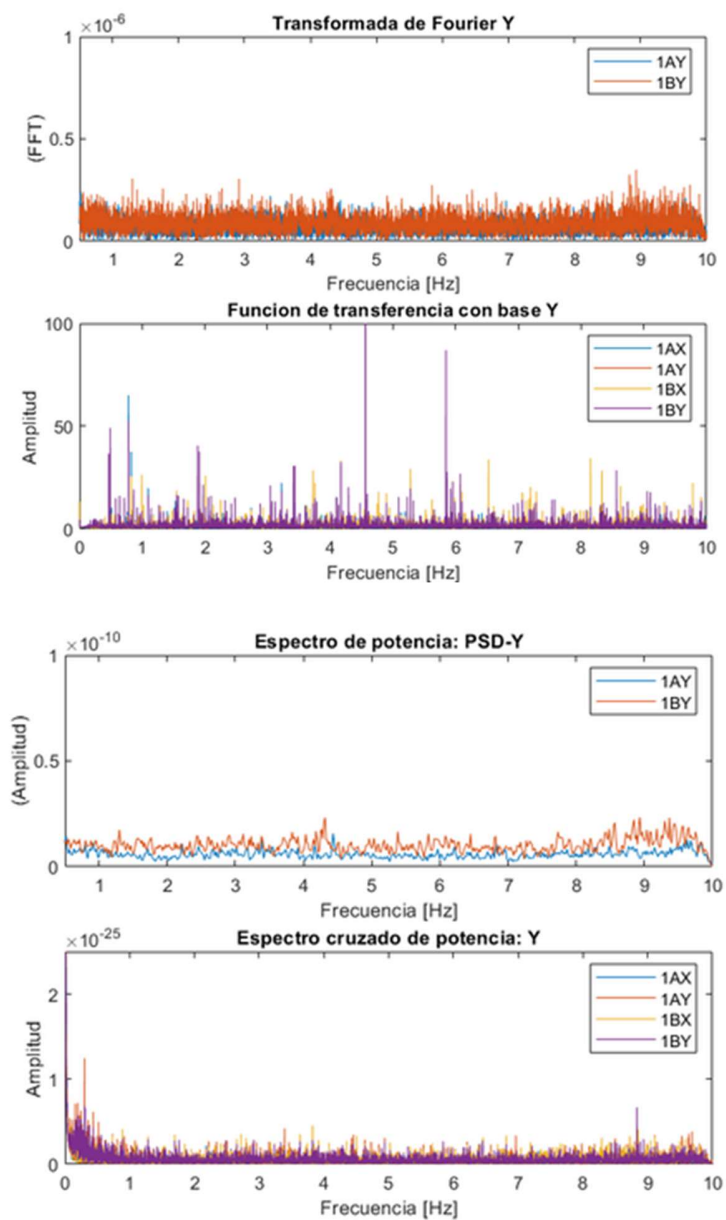 Transformada de Fourier Y
×10⁻⁶
1
0.5
0
(FFT)
1AY
1BY
1 2 3 4 5 6 7 8 9 10
Frecuencia [Hz]
Funcion de transferencia con base Y
100
50
0
Amplitud
1AX
1AY
1BX
1BY
0 1 2 3 4 5 6 7 8 9 10
Frecuencia [Hz]
Espectro de potencia: PSD-Y
×10⁻¹⁰
1
0.5
0
(Amplitud)
1AY
1BY
1 2 3 4 5 6 7 8 9 10
Frecuencia [Hz]
Espectro cruzado de potencia: Y
×10⁻²⁵
2
1
0
Amplitud
1AX
1AY
1BX
1BY
0 1 2 3 4 5 6 7 8 9 10
Frecuencia [Hz]